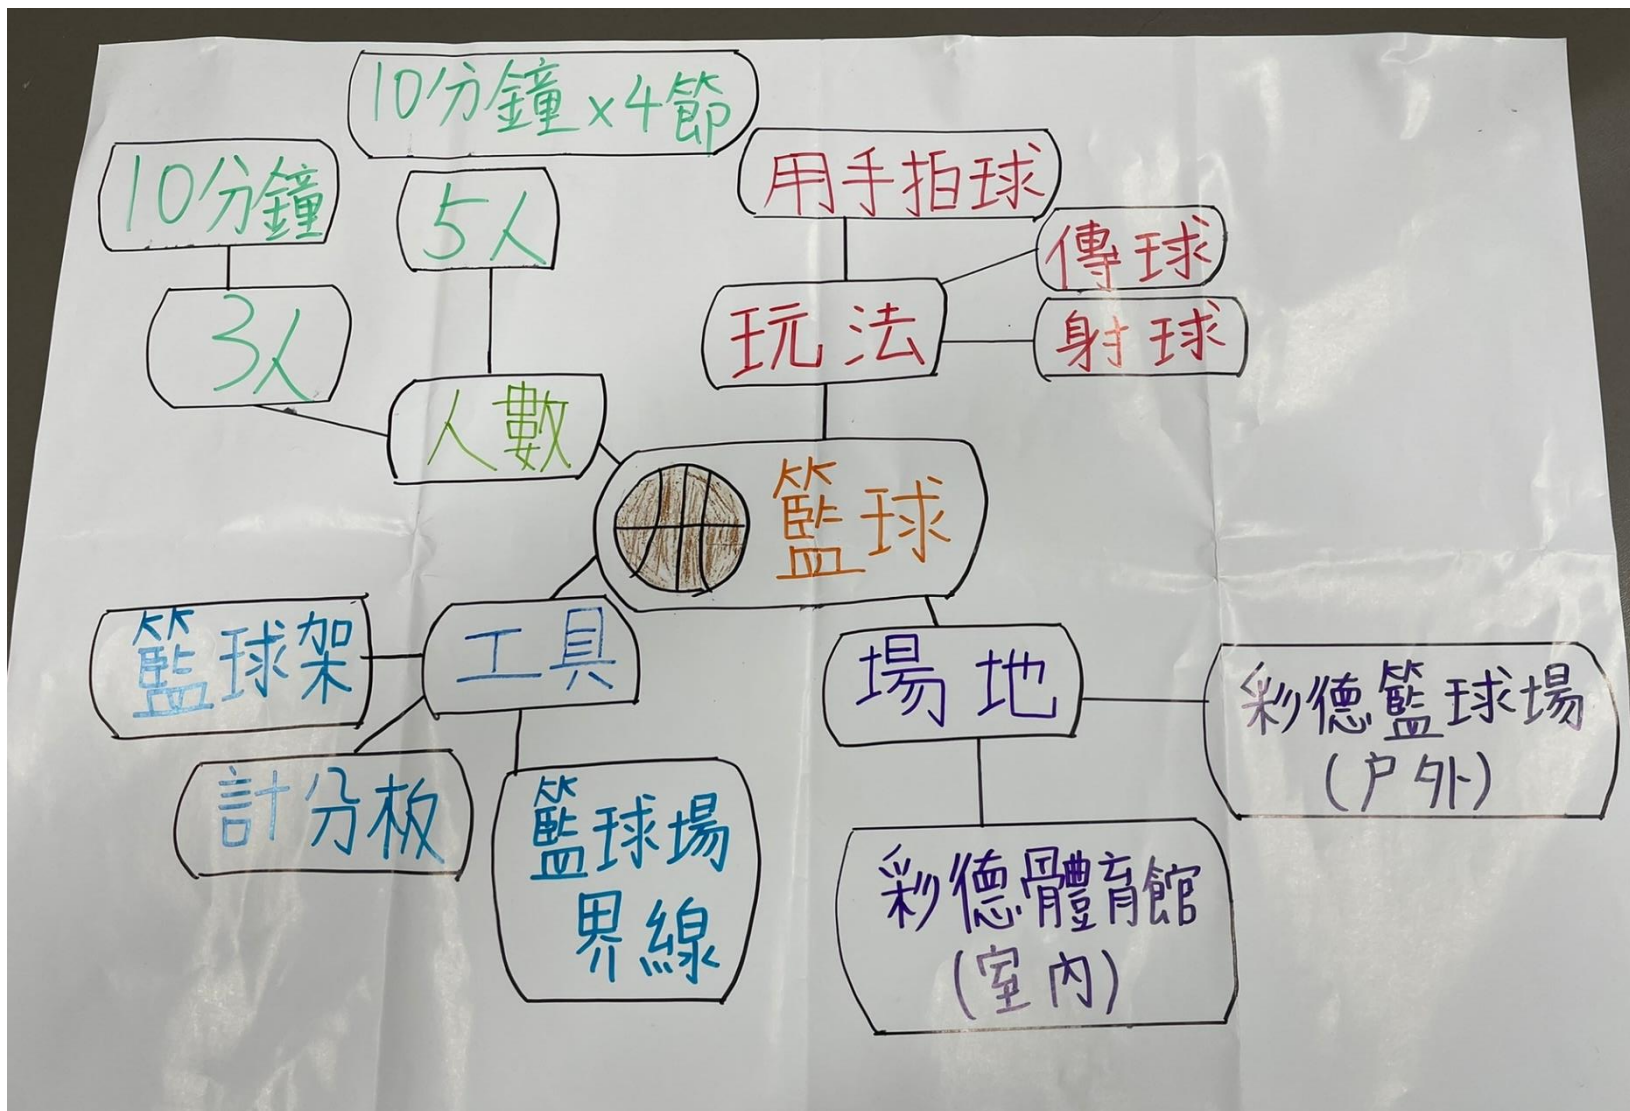 10分鐘×4節
10分鐘
5人
3人
人數
用手拍球
傳球
玩法
射球
籃球
工具
籃球架
計分板
籃球場
界線
場地
彩德籃球場
(户外)
彩德體育館
(室內)